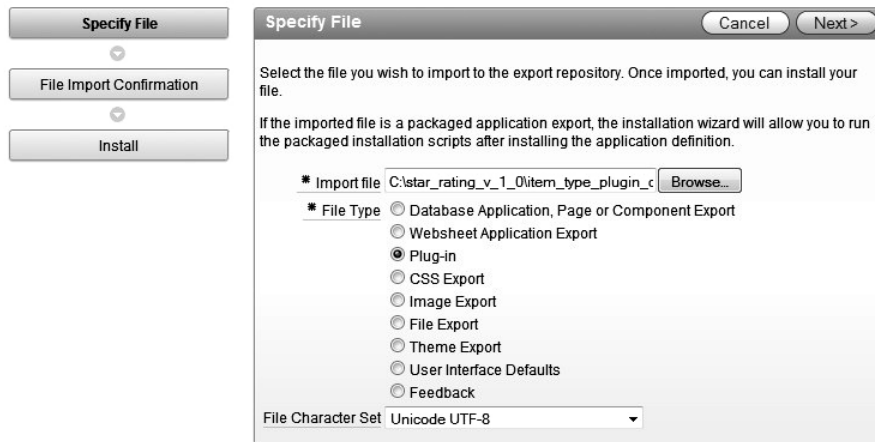 Specify File
File Import Confirmation
Install
Specify File
Cancel
Next>
Select the file you wish to import to the export repository. Once imported, you can install your
file.
If the imported file is a packaged application export, the installation wizard will allow you to run
the packaged installation scripts after installing the application definition.
* Import file C:\star_rating_v_1_0\item_type_plugin_c Browse...
* File Type Database Application, Page or Component Export
Websheet Application Export
Plug-in
CSS Export
Image Export
File Export
Theme Export
User Interface Defaults
Feedback
File Character Set Unicode UTF-8